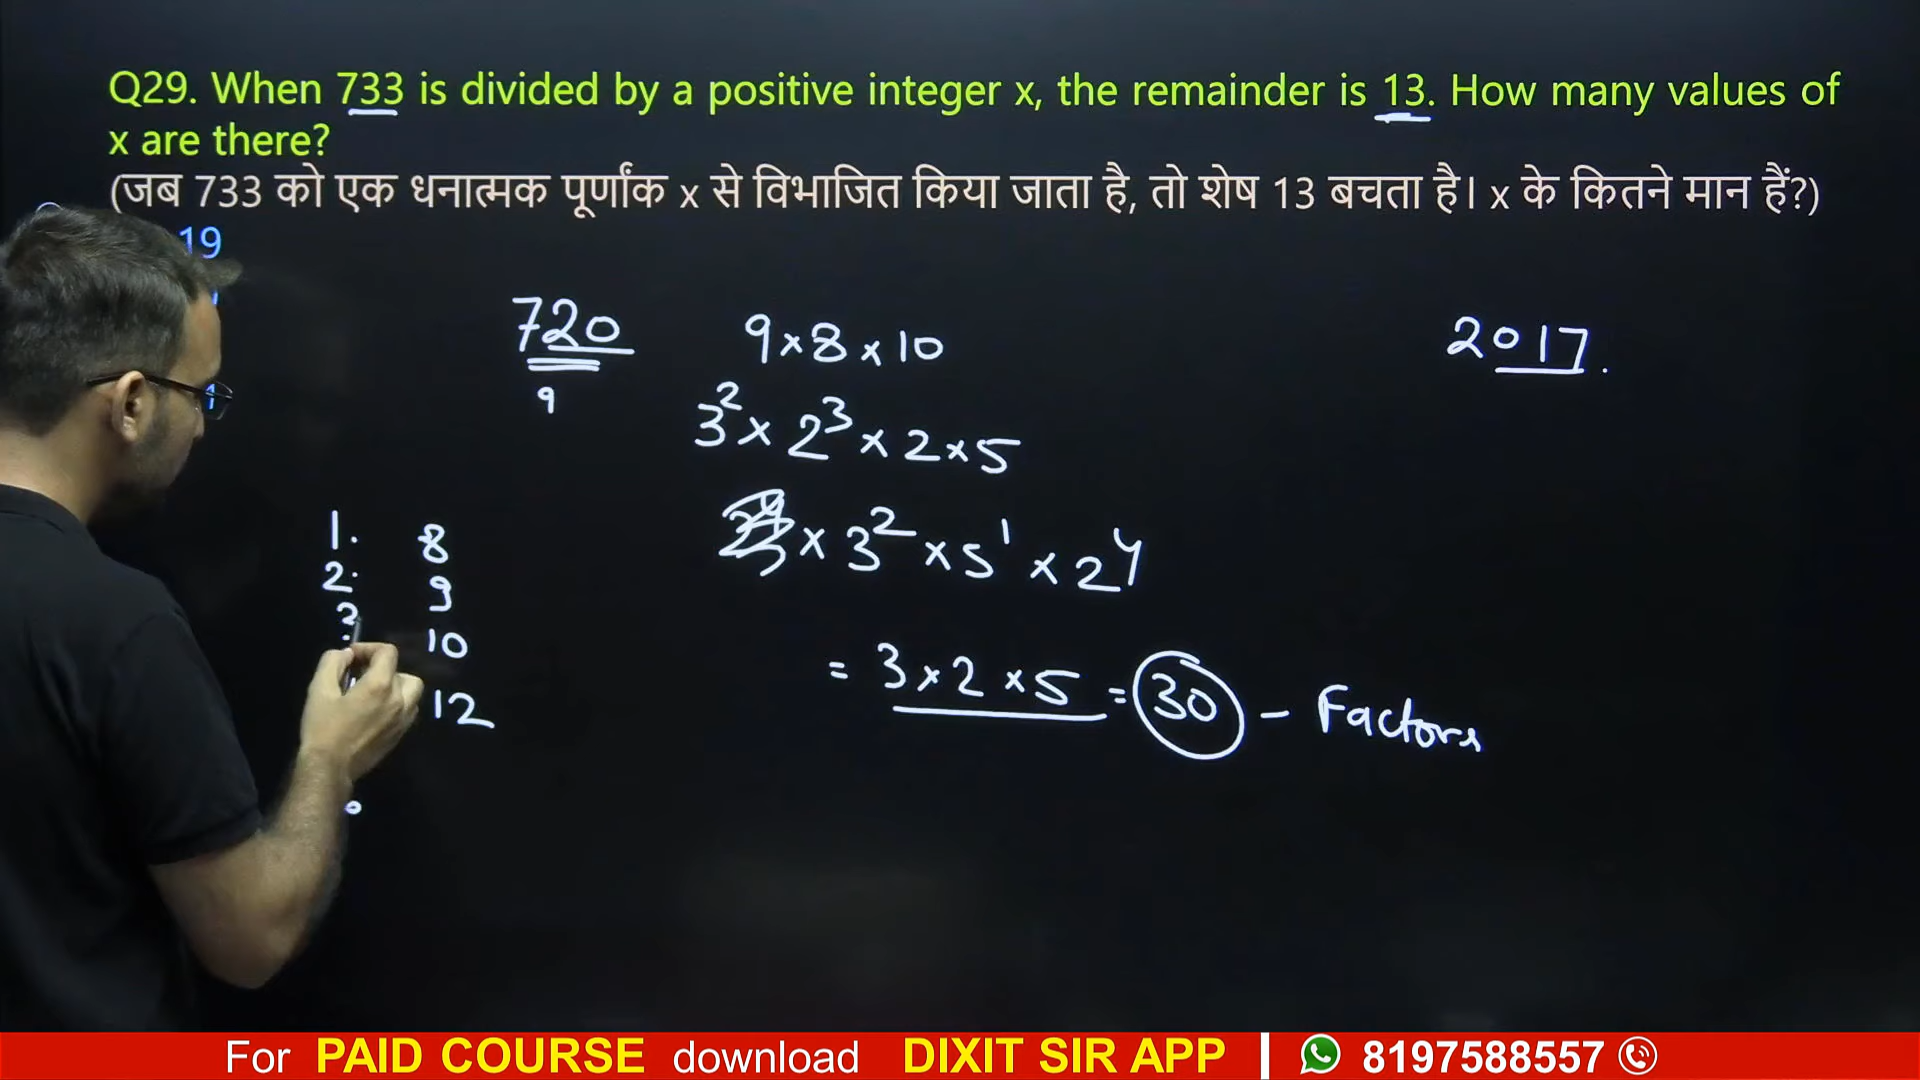 Q29. When 733 is divided by a positive integer x, the remainder is 13. How many values of
x are there?
(जब 733 को एक धनात्मक पूर्णांक x से विभाजित किया जाता है, तो शेष 13 बचता है। x के कितने मान हैं?)
19
720
9
9×8×10
2017.
3²×2³×2×5
×3²×5¹×2⁴
1. 8
2. 9
10
12
= 3×2×5 = 30 – Factors
For PAID COURSE download DIXIT SIR APP | 8197588557